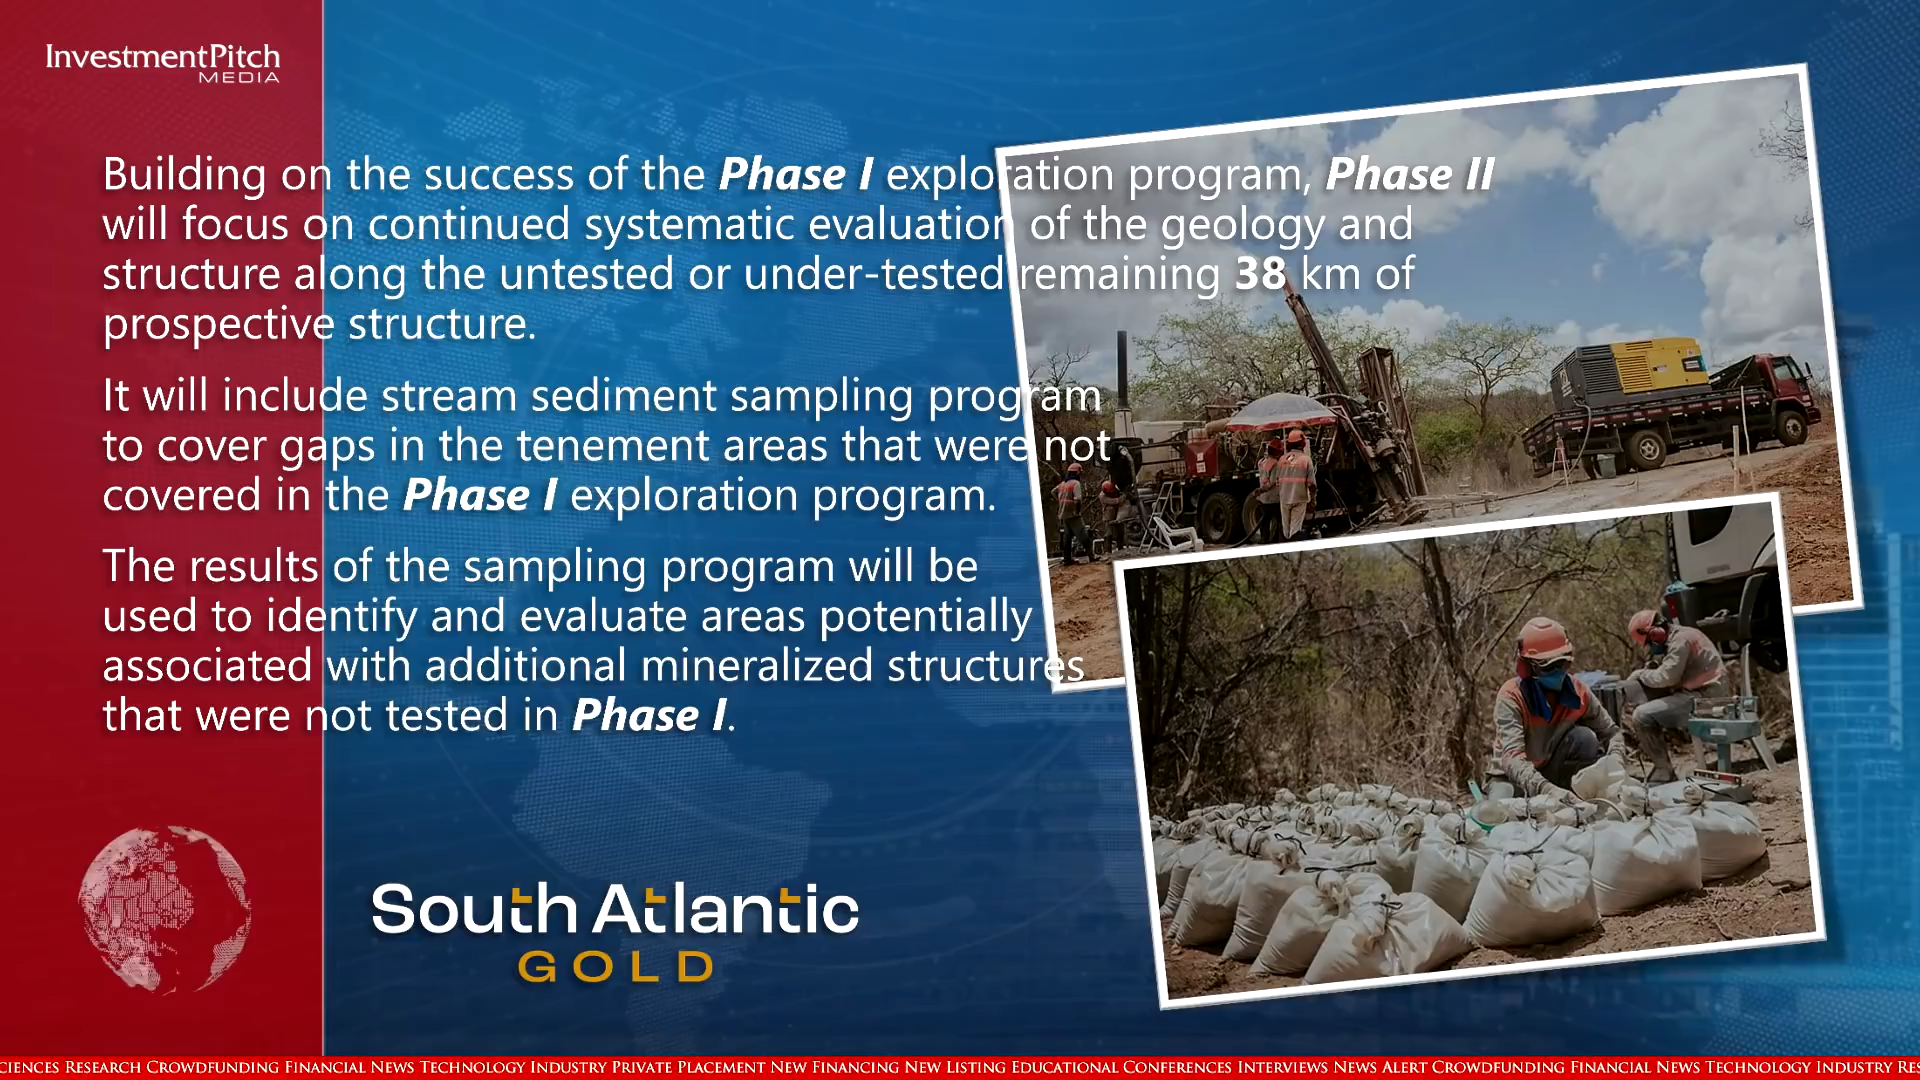 InvestmentPitch
MEDIA
Building on the success of the Phase I exploration program, Phase II
will focus on continued systematic evaluation of the geology and
structure along the untested or under-tested remaining 38 km of
prospective structure.
It will include stream sediment sampling program
to cover gaps in the tenement areas that were not
covered in the Phase I exploration program.
The results of the sampling program will be
used to identify and evaluate areas potentially
associated with additional mineralized structures
that were not tested in Phase I.
South Atlantic
GOLD
CIENCES RESEARCH CROWDFUNDING FINANCIAL NEWS TECHNOLOGY INDUSTRY PRIVATE PLACEMENT NEW FINANCING NEW LISTING EDUCATIONAL CONFERENCES INTERVIEWS NEWS ALERT CROWDFUNDING FINANCIAL NEWS TECHNOLOGY INDUSTRY RES